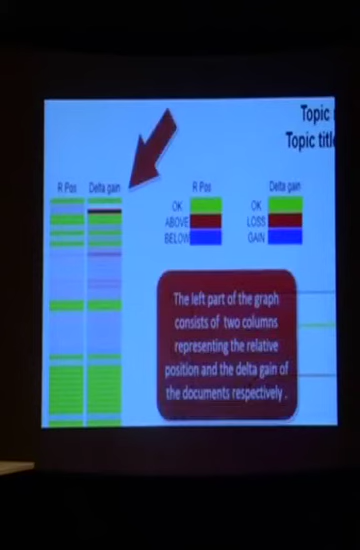 Topic
Topic title
R Pos Delta gain
R Pos Delta gain
OK OK
ABOVE LOSS
BELOW GAIN
The left part of the graph
consists of two columns
representing the relative
position and the delta gain of
the documents respectively .